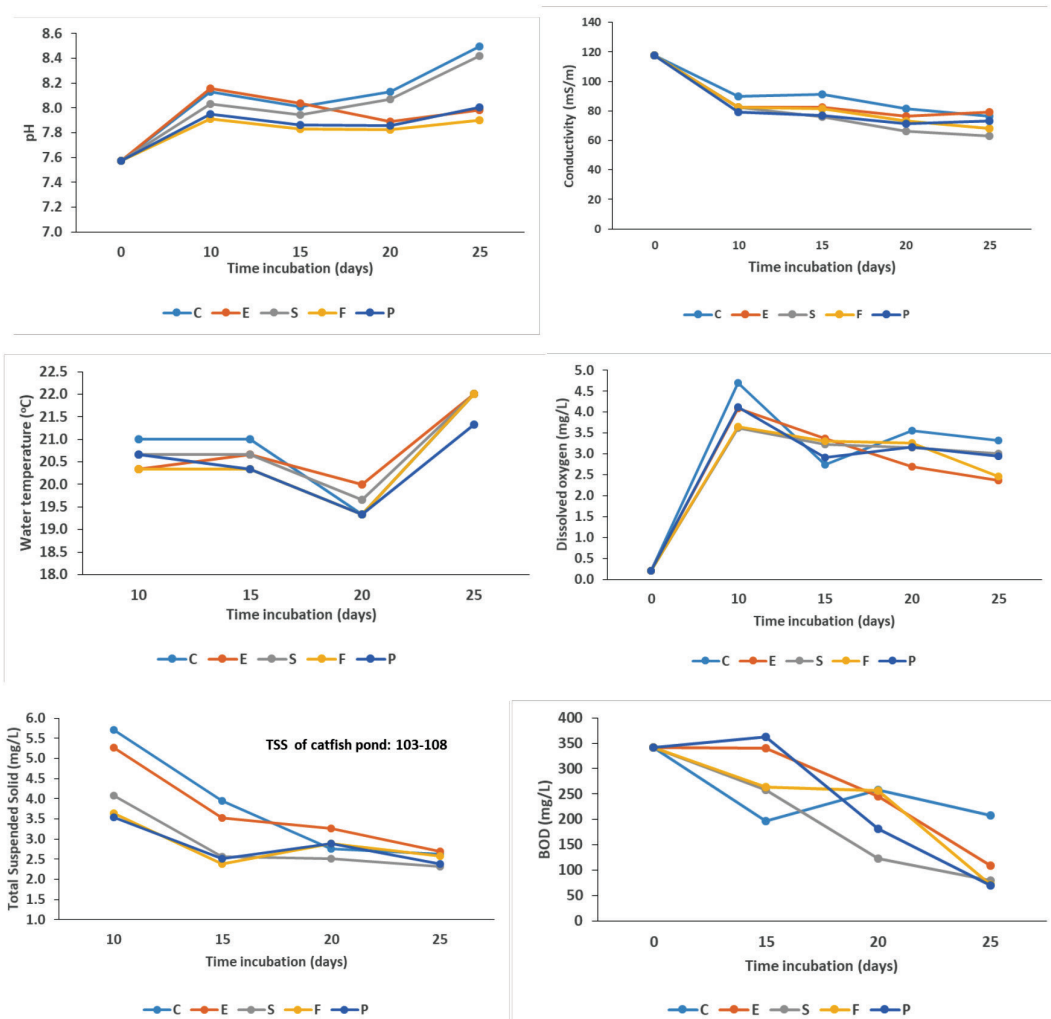 8.6
8.4
8.2
8.0
7.8
7.6
7.4
7.2
7.0
pH
0 10 15 20 25
Time incubation (days)
C E S F P
140
120
100
80
60
40
20
0
Conductivity (mS/m)
0 10 15 20 25
Time incubation (days)
C E S F P
22.5
22.0
21.5
21.0
20.5
20.0
19.5
19.0
18.5
18.0
Water temperature (°C)
10 15 20 25
Time incubation (days)
C E S F P
5.0
4.5
4.0
3.5
3.0
2.5
2.0
1.5
1.0
0.5
0.0
Dissolved oxygen (mg/L)
0 10 15 20 25
Time incubation (days)
C E S F P
6.0
5.5
5.0
4.5
4.0
3.5
3.0
2.5
2.0
1.5
1.0
Total Suspended Solid (mg/L)
TSS of catfish pond: 103-108
10 15 20 25
Time incubation (days)
C E S F P
400
350
300
250
200
150
100
50
0
BOD (mg/L)
0 15 20 25
Time incubation (days)
C E S F P